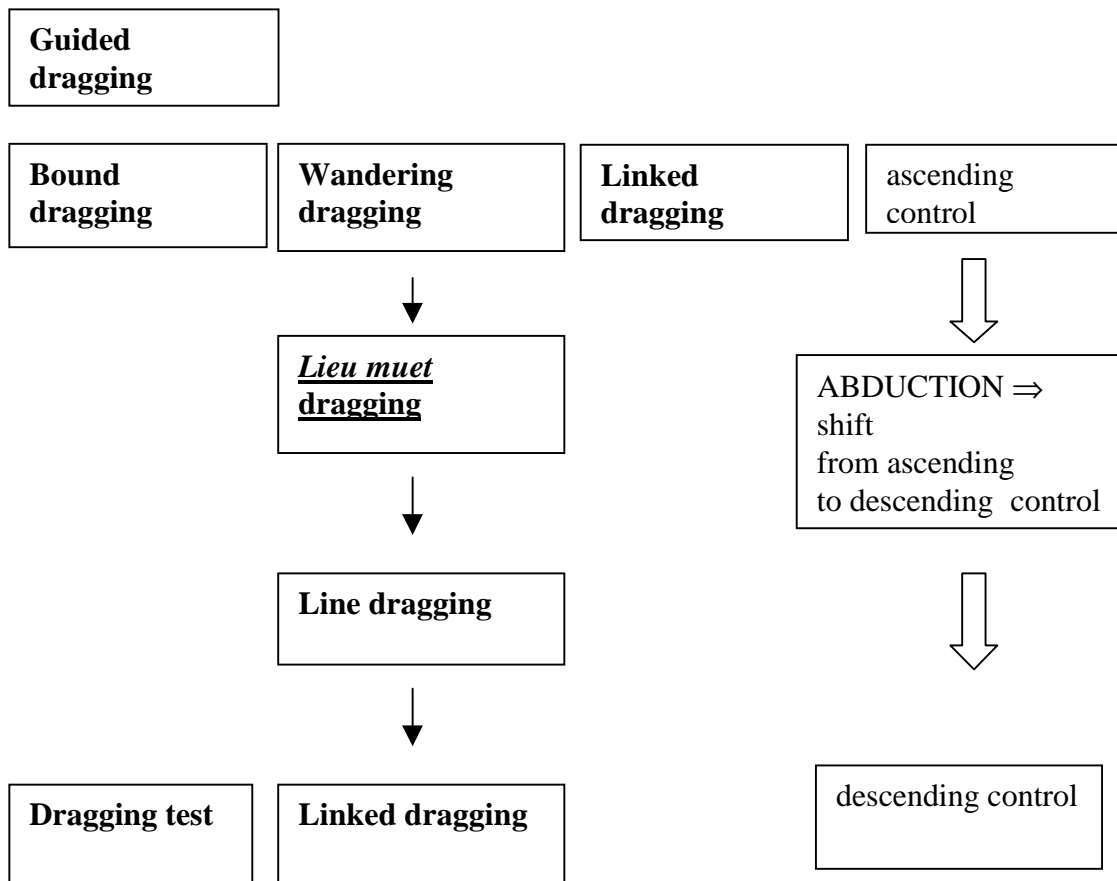 Guided
dragging
Bound
dragging
Wandering
dragging
Linked
dragging
ascending
control
Lieu muet
dragging
ABDUCTION ⇒
shift
from ascending
to descending control
Line dragging
Dragging test
Linked dragging
descending control